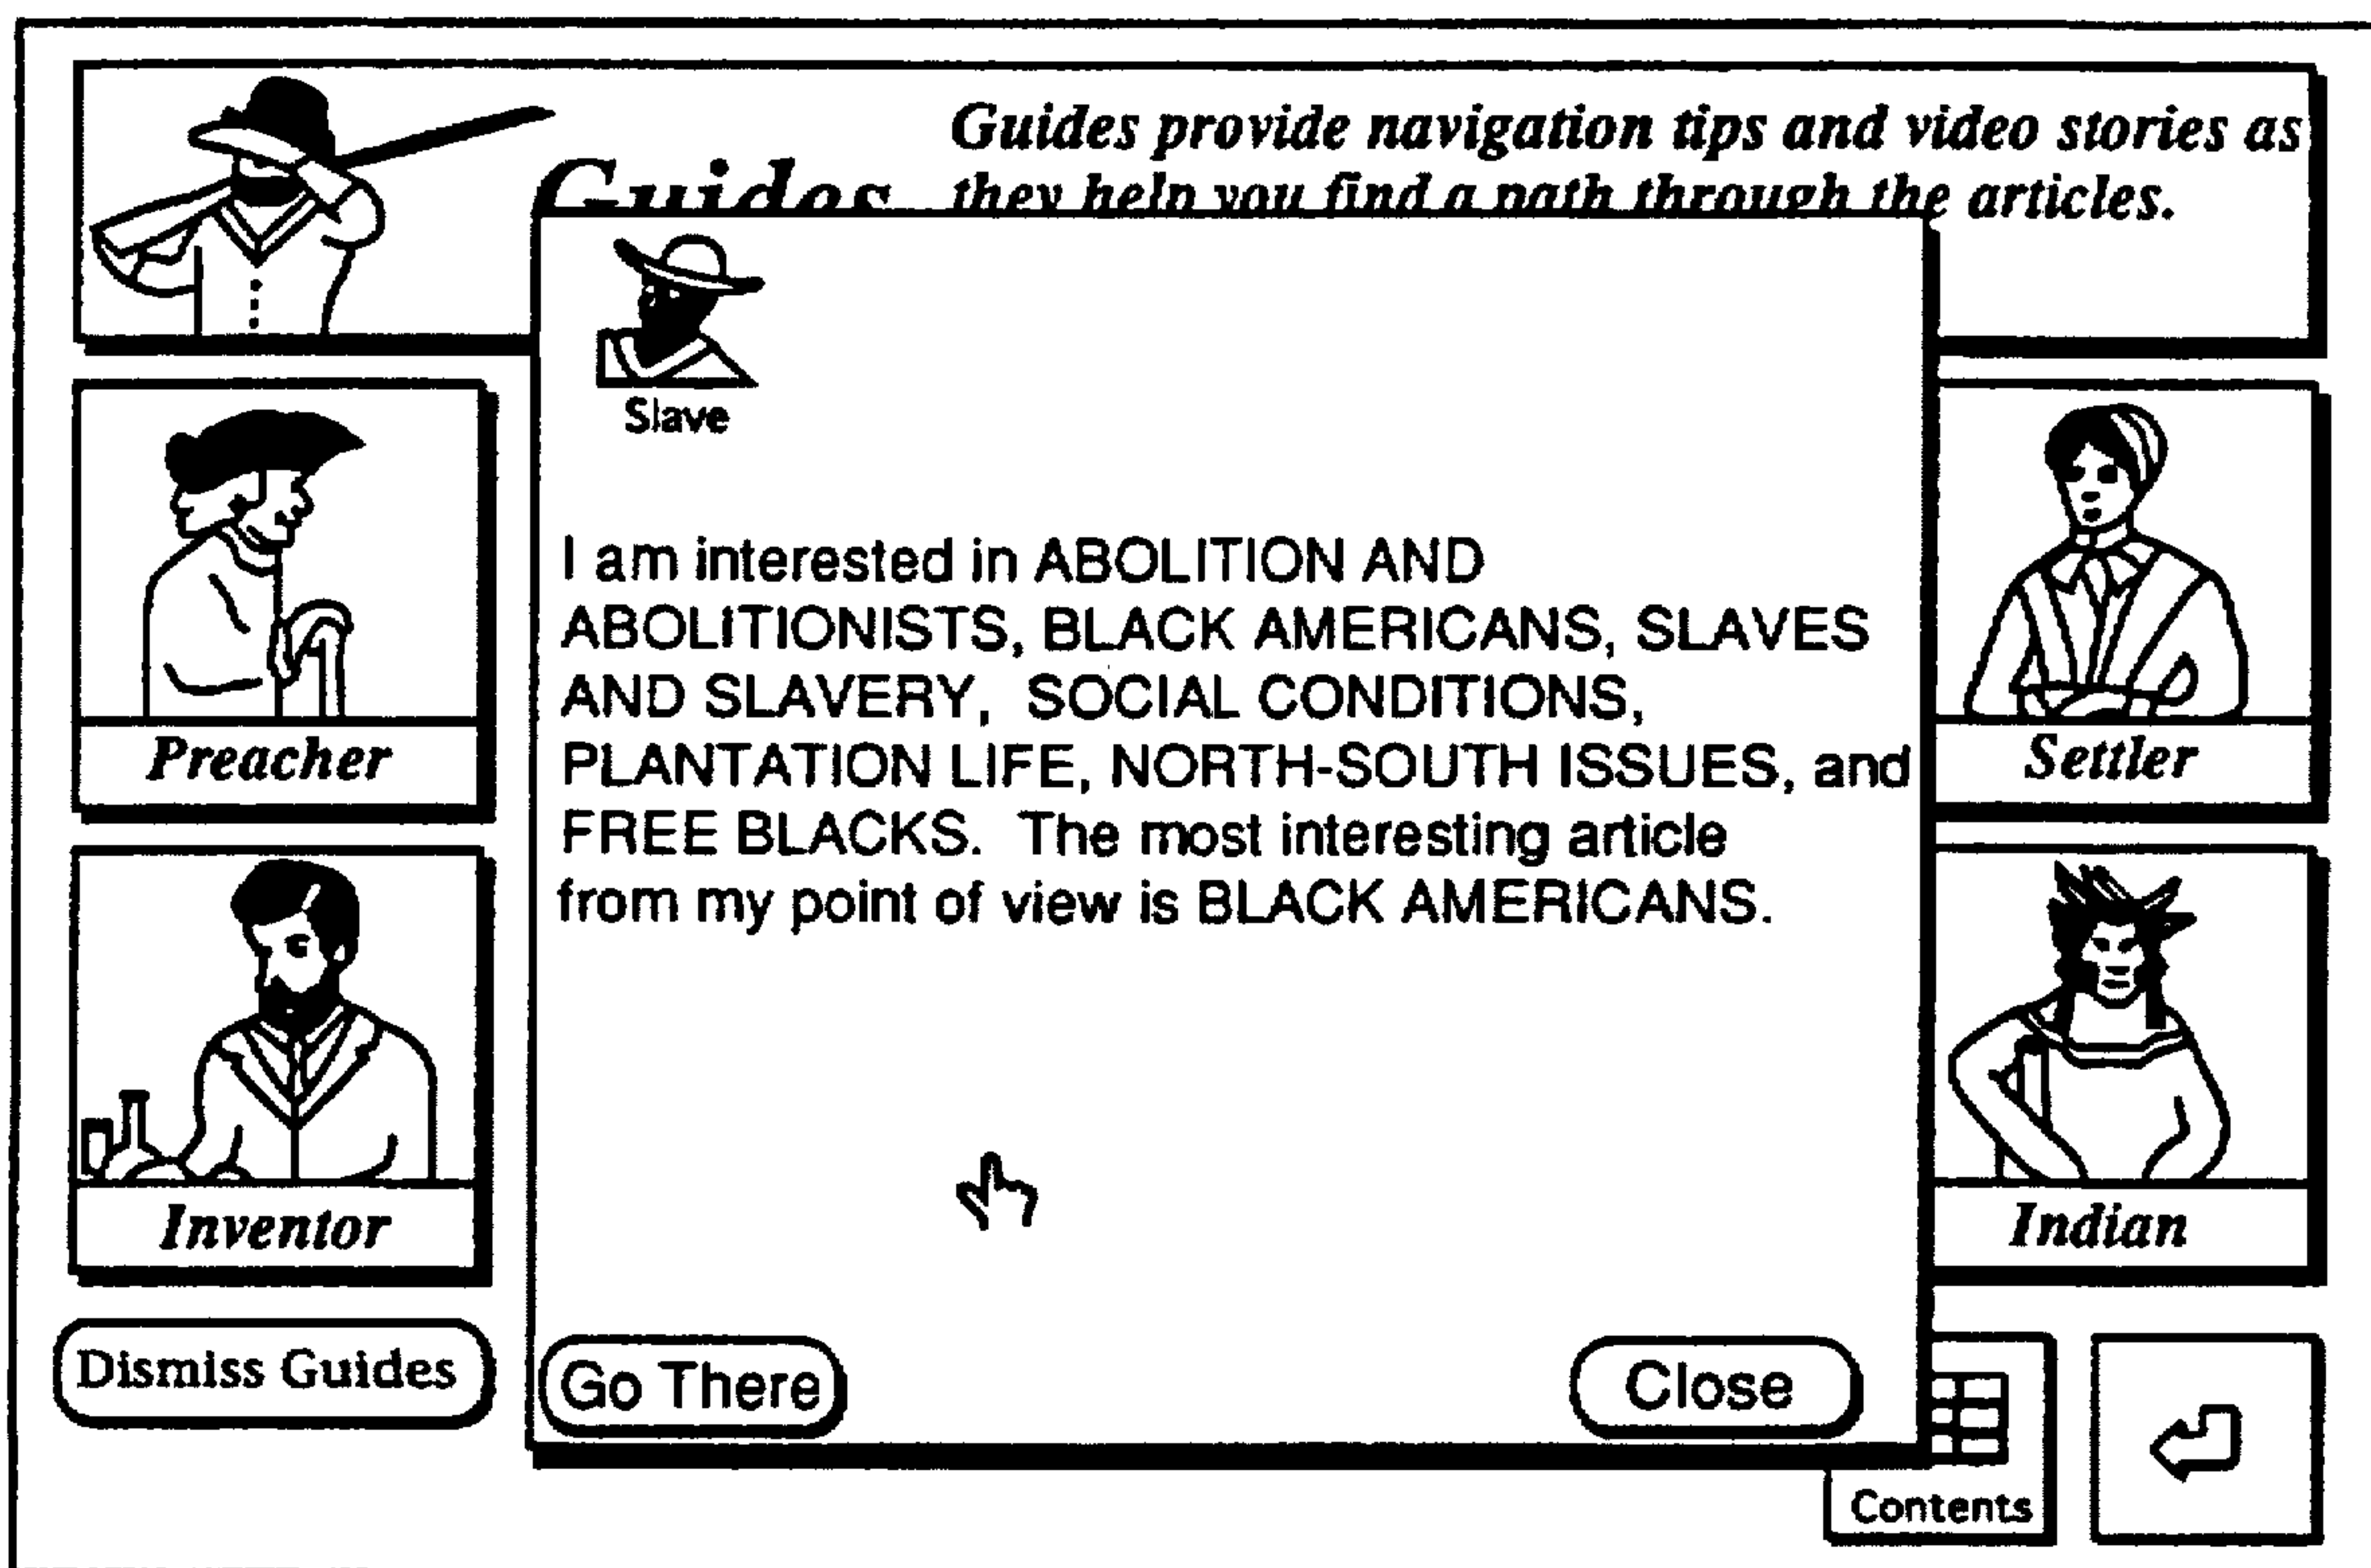 Guides provide navigation tips and video stories as
Guides they help you find a path through the articles.
Slave
I am interested in ABOLITION AND
ABOLITIONISTS, BLACK AMERICANS, SLAVES
AND SLAVERY, SOCIAL CONDITIONS,
PLANTATION LIFE, NORTH-SOUTH ISSUES, and
FREE BLACKS. The most interesting article
from my point of view is BLACK AMERICANS.
Preacher
Settler
Inventor
Indian
Dismiss Guides
Go There
Close
Contents